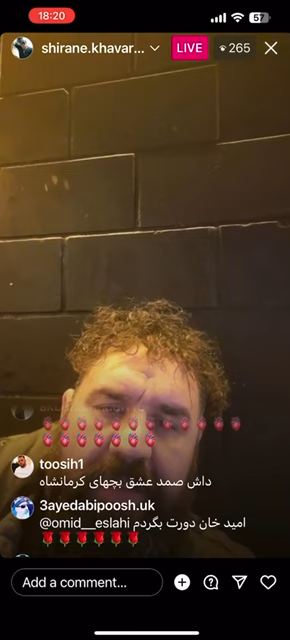 18:20
57
shirane.khavar...
LIVE
265
toosih1
داش صمد عشق بچهای کرمانشاه
3ayedabipoosh.uk
@omid__eslahi امید خان دورت بگردم
Add a comment...